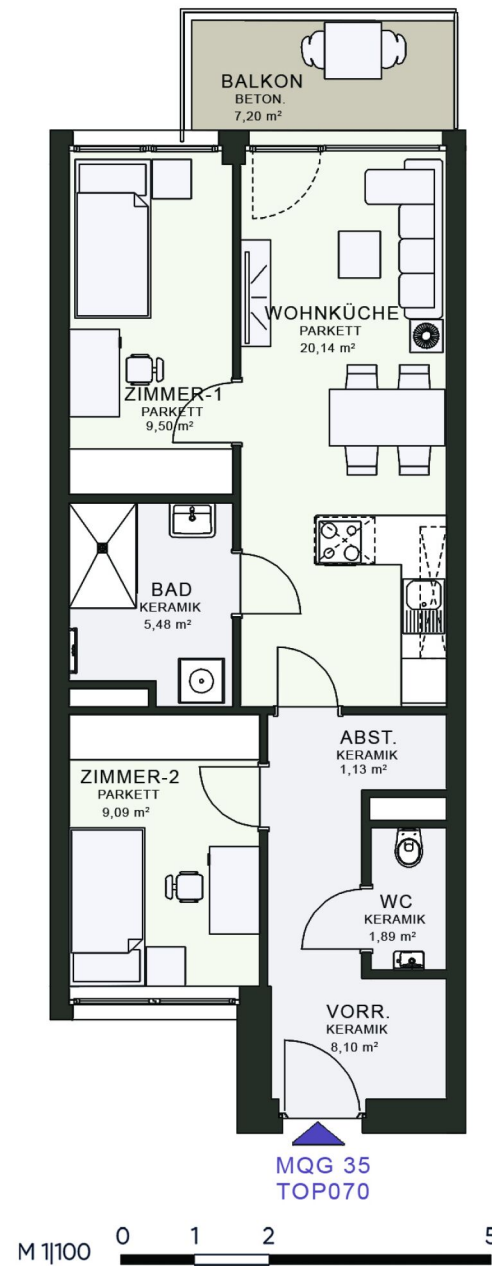 BALKON
BETON.
7,20 m²
WOHNKÜCHE
PARKETT
20,14 m²
ZIMMER-1
PARKETT
9,50 m²
BAD
KERAMIK
5,48 m²
ABST.
KERAMIK
1,13 m²
ZIMMER-2
PARKETT
9,09 m²
WC
KERAMIK
1,89 m²
VORR.
KERAMIK
8,10 m²
MQG 35
TOP070
M 1|100 0 1 2 5